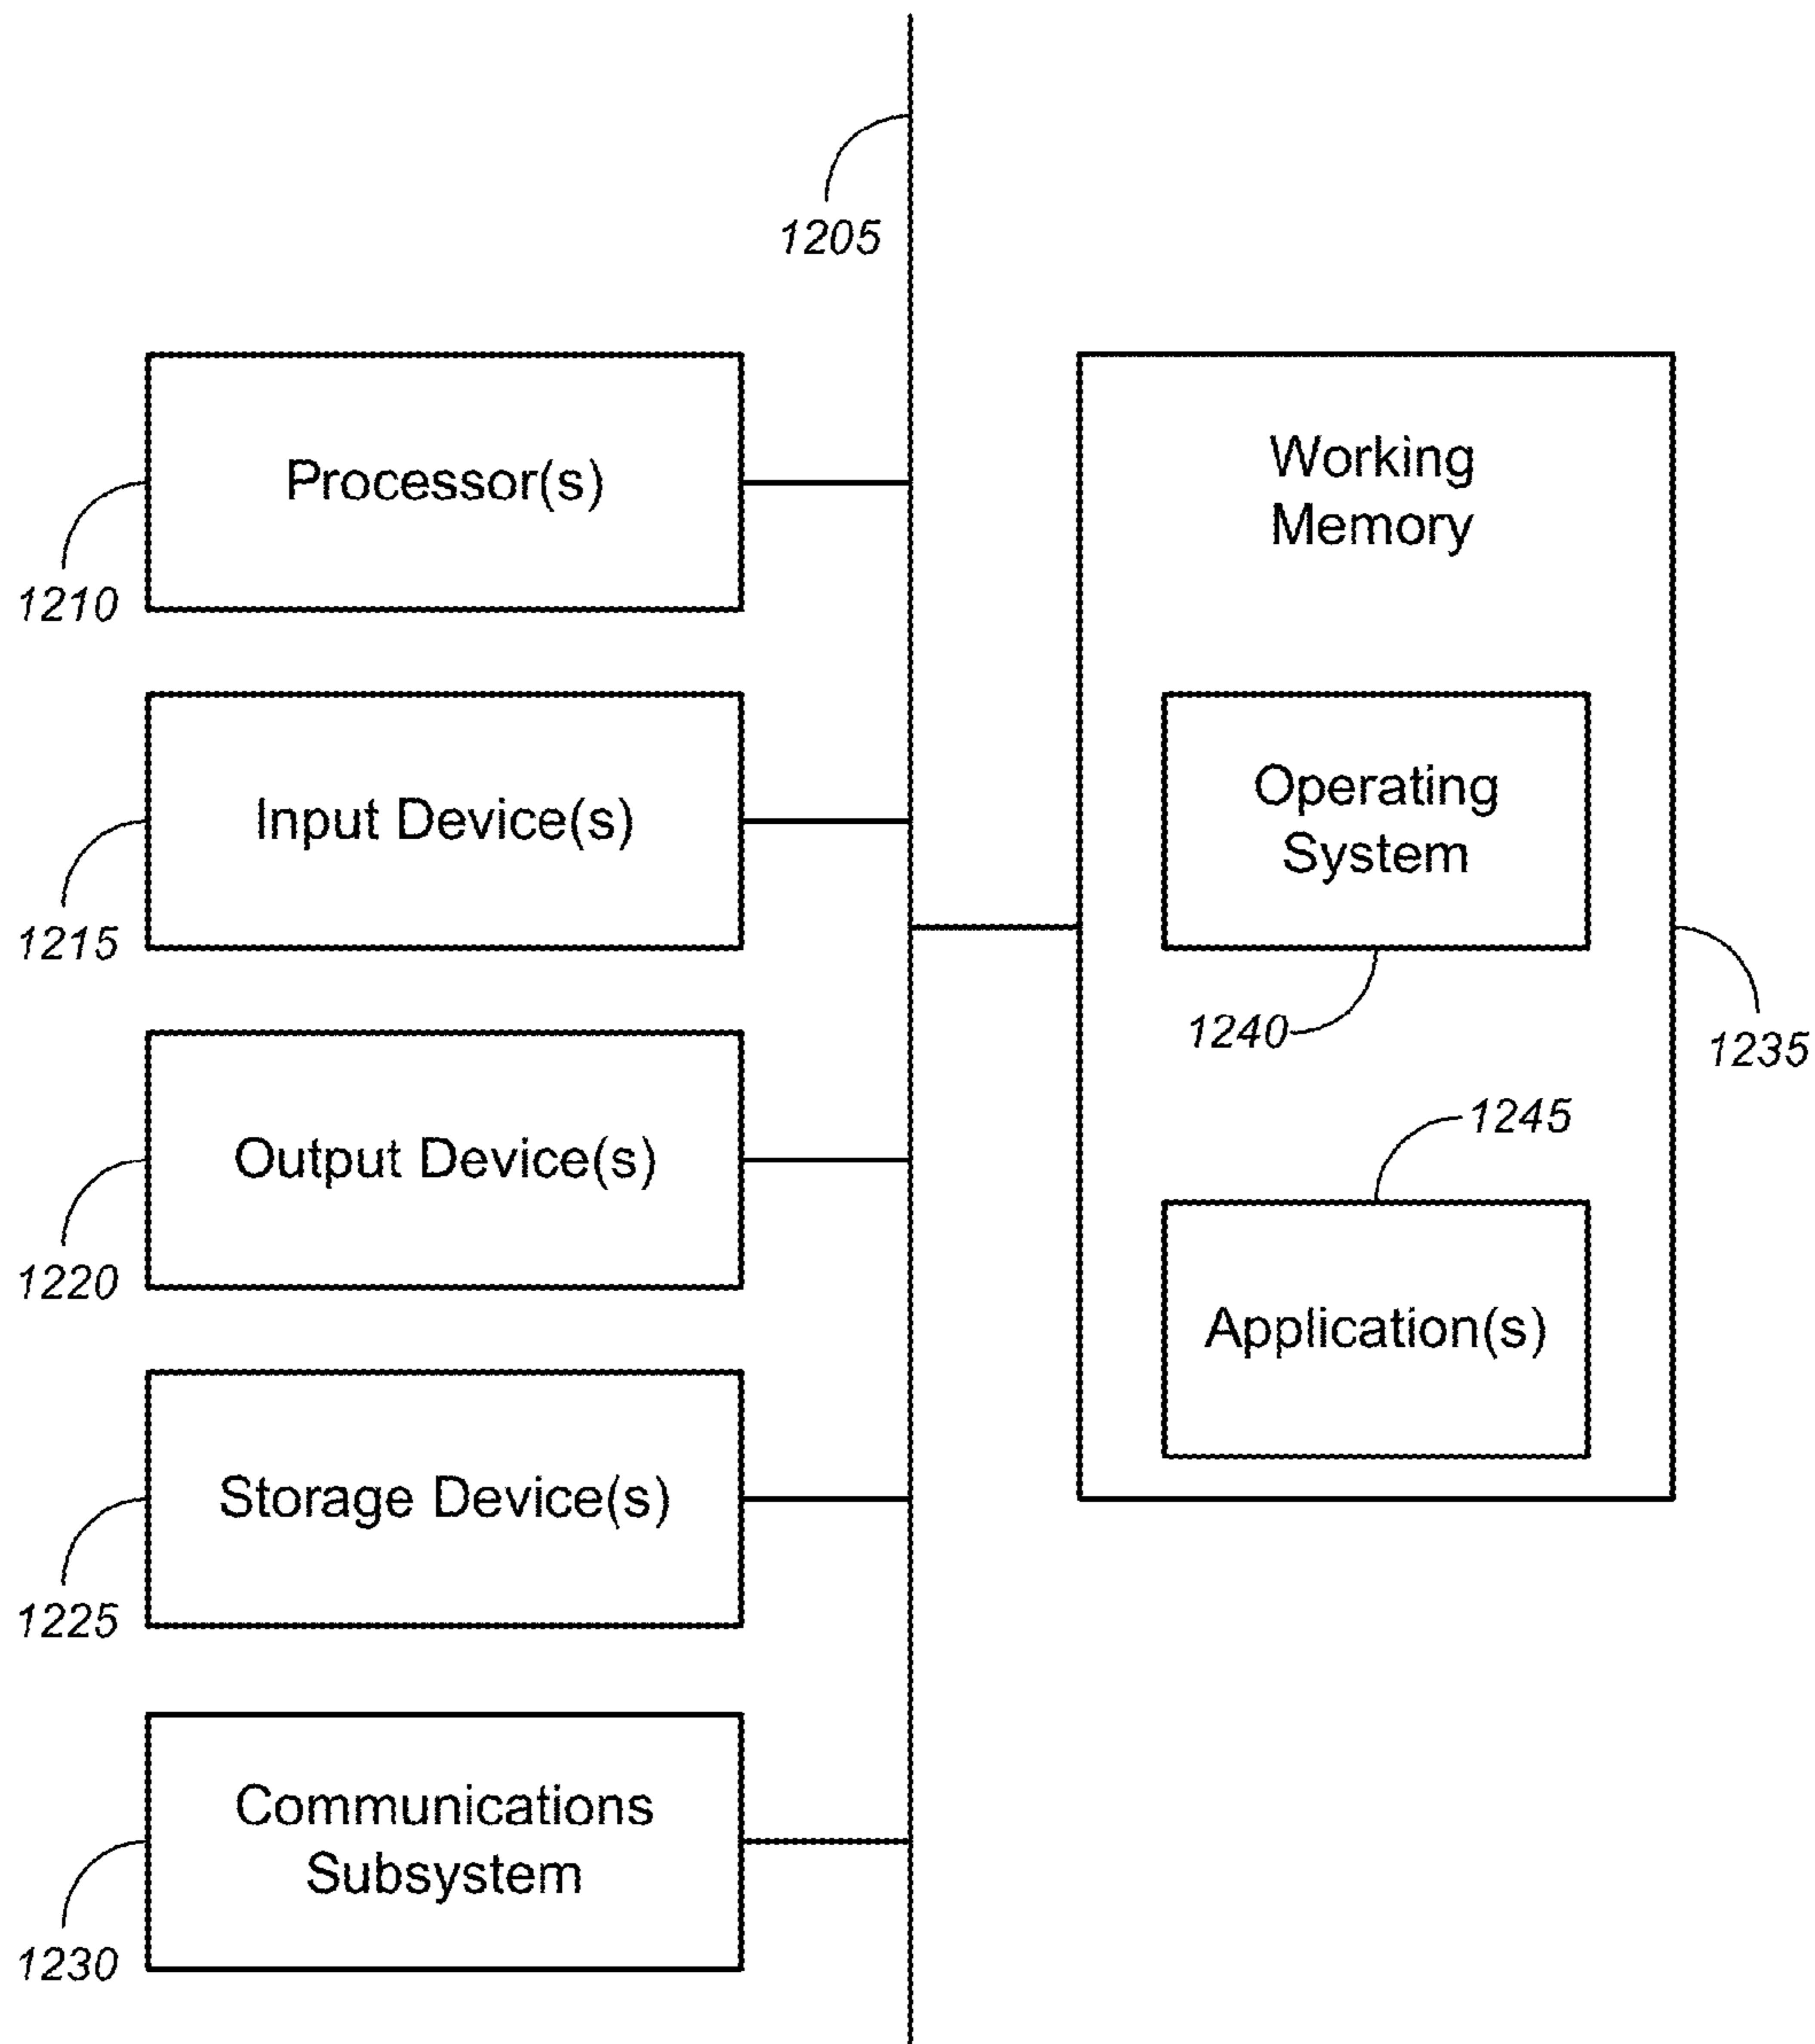 1205
Processor(s)
1210
Input Device(s)
1215
Output Device(s)
1220
Storage Device(s)
1225
Communications
Subsystem
1230
Working
Memory
Operating
System
1240
1235
1245
Application(s)